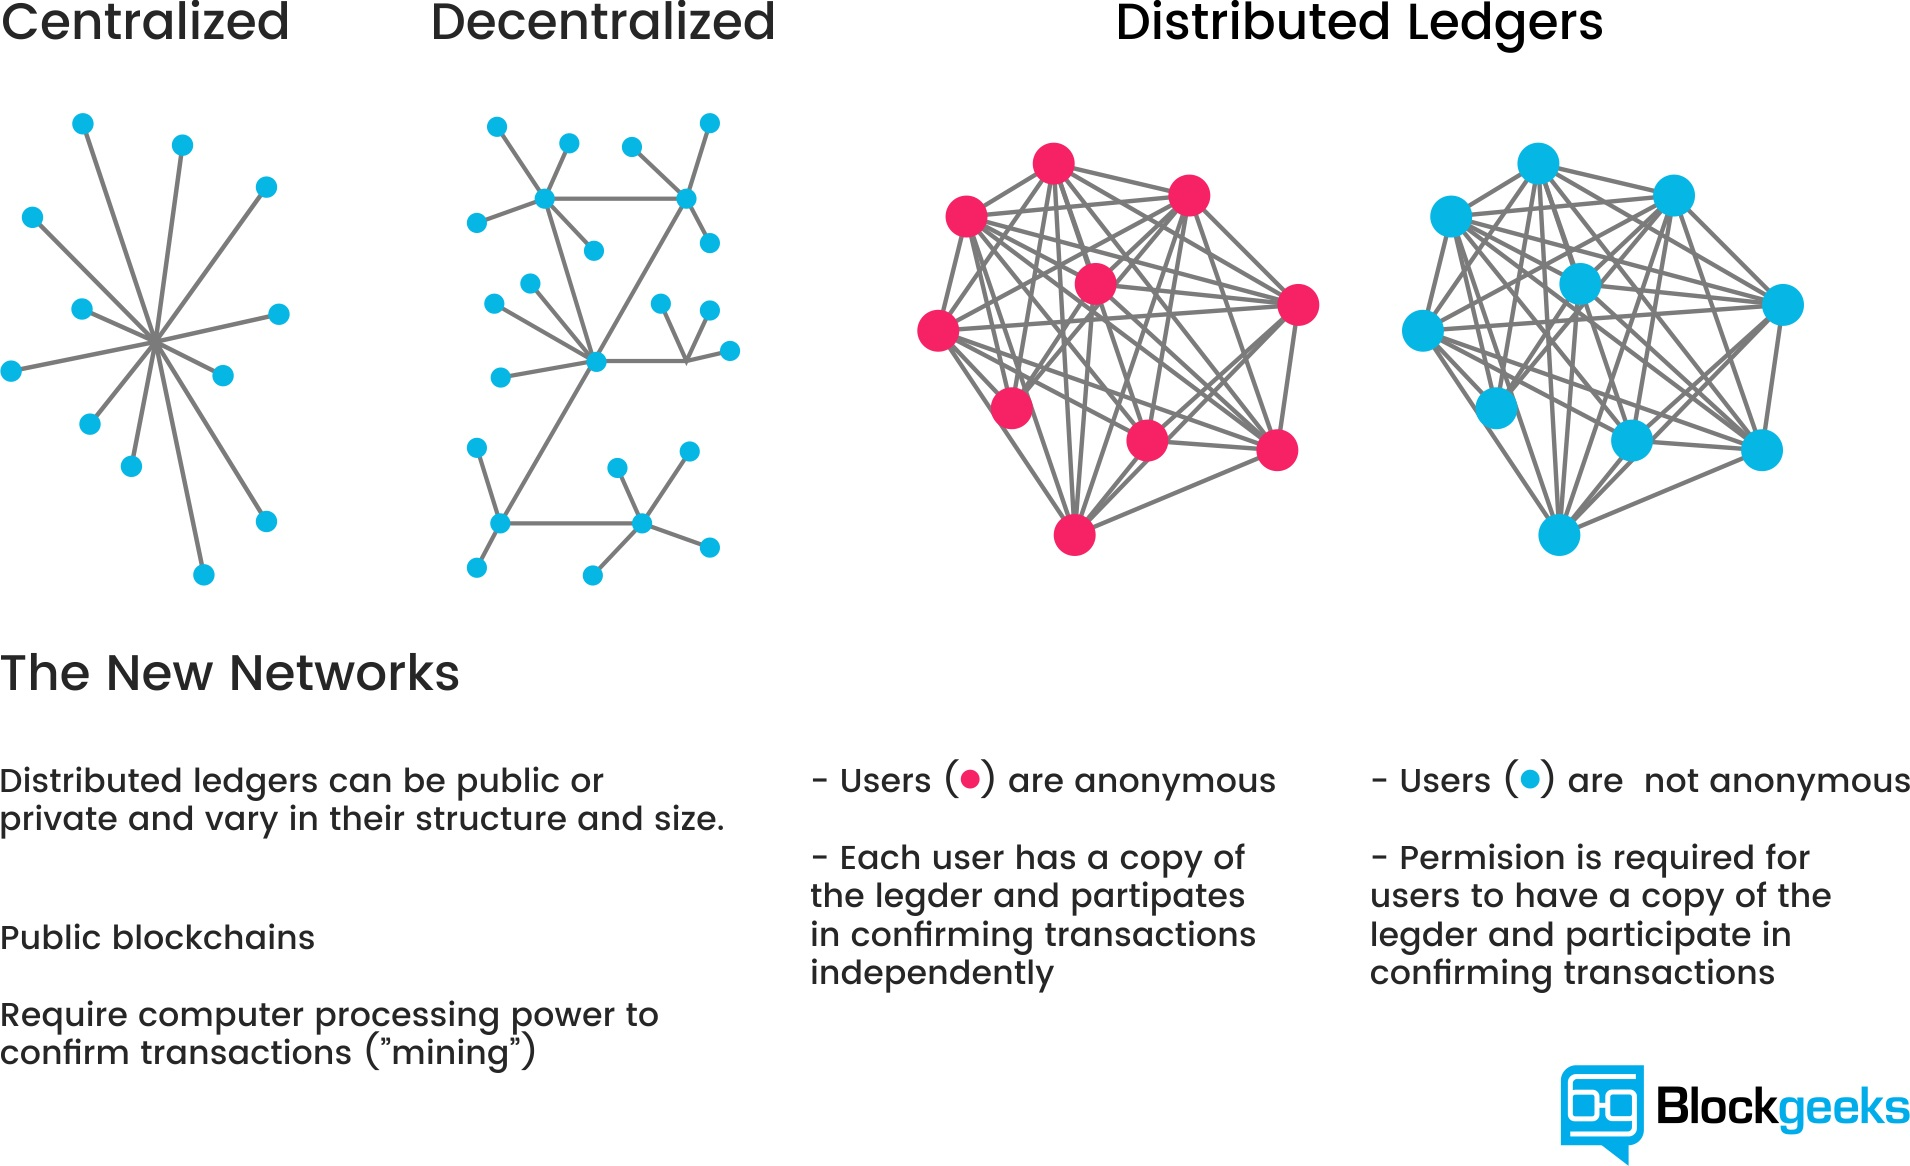 Centralized
Decentralized
Distributed Ledgers
The New Networks
Distributed ledgers can be public or
private and vary in their structure and size.
Public blockchains
Require computer processing power to
confirm transactions (”mining”)
- Users (●) are anonymous
- Each user has a copy of
the legder and partipates
in confirming transactions
independently
- Users (●) are  not anonymous
- Permision is required for
users to have a copy of the
legder and participate in
confirming transactions
bg Blockgeeks